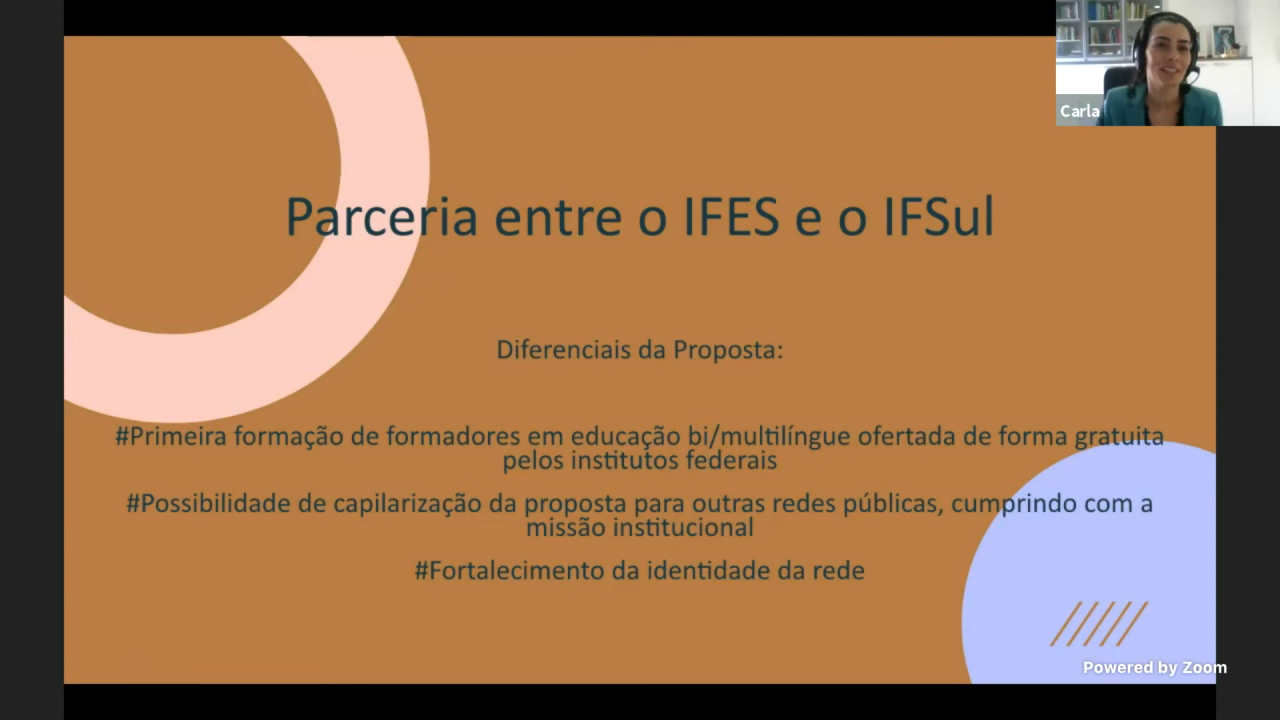 Carla
Parceria entre o IFES e o IFSul
Diferenciais da Proposta:
#Primeira formação de formadores em educação bi/multilíngue ofertada de forma gratuita
pelos institutos federais
#Possibilidade de capilarização da proposta para outras redes públicas, cumprindo com a
missão institucional
#Fortalecimento da identidade da rede
Powered by Zoom